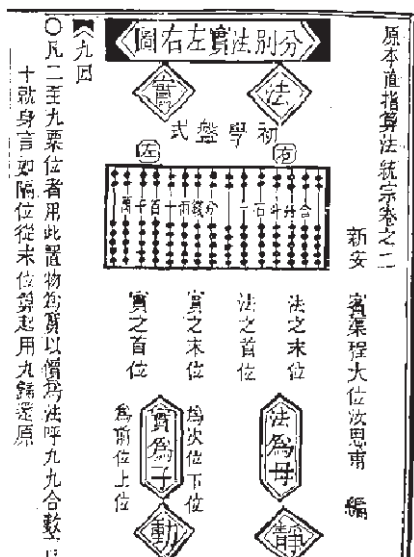 原本直指算法統宗卷之二
新安 賓渠程大位汝思甫 編
分別法實左右圖
法
實
初學盤式
右
左
合升斗石十
分錢兩十百千萬
法之末位
法之首位
實之末位
實之首位
法為母
靜
為次位下位
實為子
動
為前位上位
九因
○凡二至九乘位者用此置物為實以價為法呼九九合數言
十就身言如隔位從末位算起用九歸還原